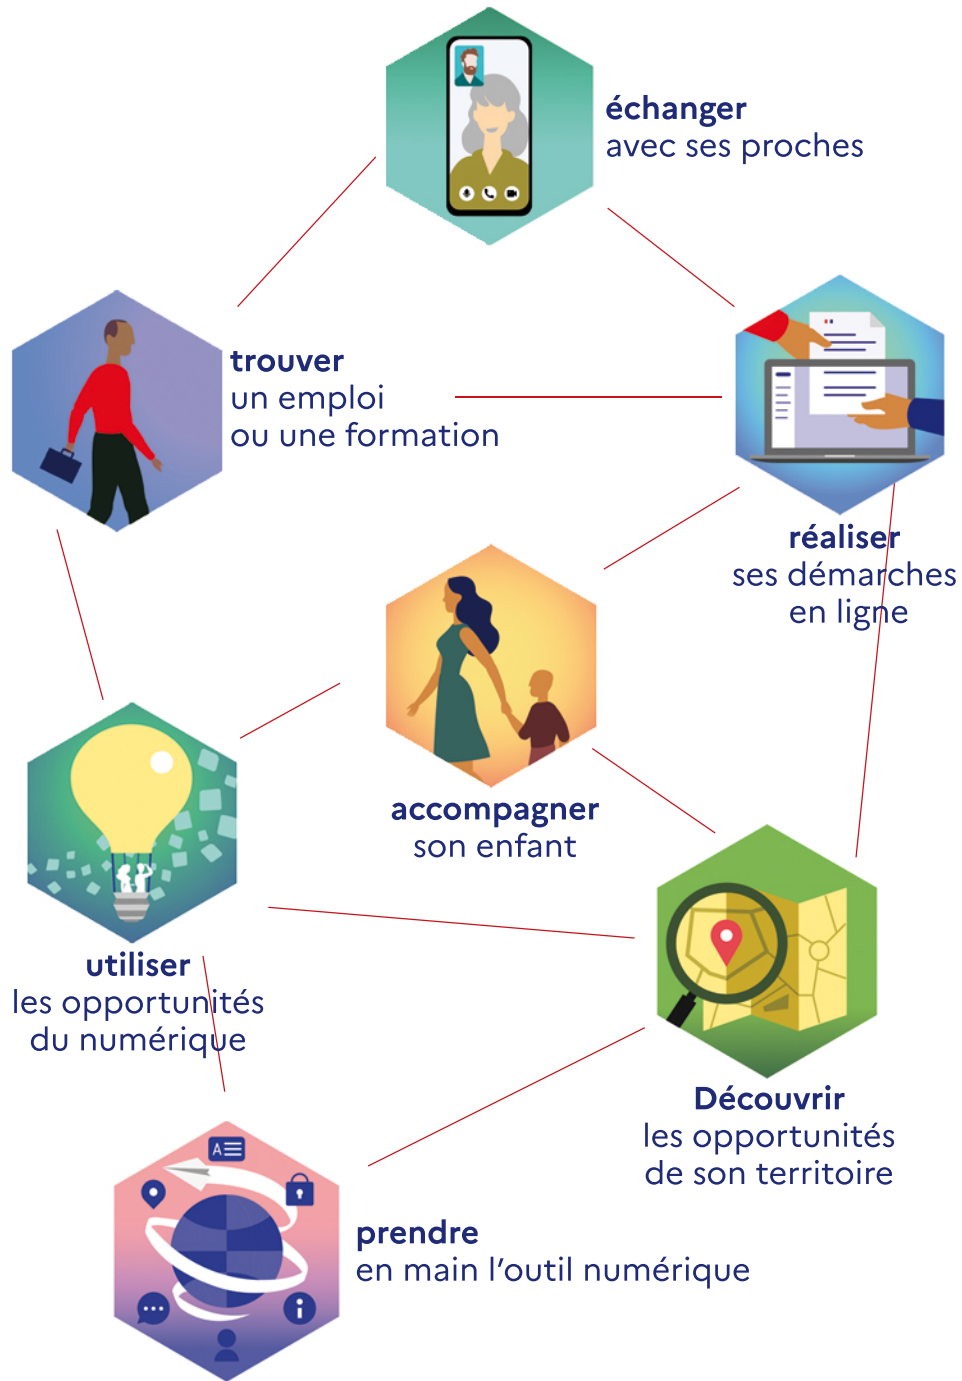 échanger
avec ses proches
trouver
un emploi
ou une formation
réaliser
ses démarches
en ligne
accompagner
son enfant
utiliser
les opportunités
du numérique
Découvrir
les opportunités
de son territoire
A
prendre
en main l’outil numérique